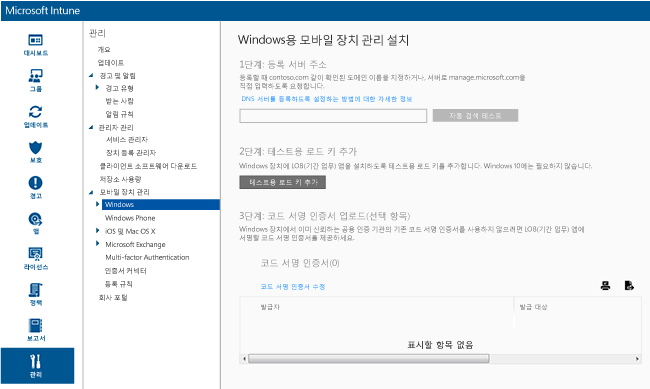 Microsoft Intune
대시보드
그룹
업데이트
보호
경고
앱
라이선스
정책
보고서
관리
관리
개요
업데이트
경고 및 알림
경고 유형
받는 사람
알림 규칙
관리자 관리
서비스 관리자
장치 등록 관리자
클라이언트 소프트웨어 다운로드
저장소 사용량
모바일 장치 관리
Windows
Windows Phone
iOS 및 Mac OS X
Microsoft Exchange
Multi-factor Authentication
인증서 커넥터
등록 규칙
회사 포털
Windows용 모바일 장치 관리 설치
1단계: 등록 서버 주소
등록할 때 contoso.com 같이 확인된 도메인 이름을 지정하거나, 서버로 manage.microsoft.com을
직접 입력하도록 요청합니다.
DNS 서버를 등록하도록 설정하는 방법에 대한 자세한 정보
자동 검색 테스트
2단계: 테스트용 로드 키 추가
Windows 장치에 LOB(기간 업무) 앱을 설치하도록 테스트용 로드 키를 추가합니다. Windows 10에는 필요하지 않습니다.
테스트용 로드 키 추가
3단계: 코드 서명 인증서 업로드(선택 항목)
Windows 장치에서 이미 신뢰하는 공용 인증 기관의 기존 코드 서명 인증서를 사용하지 않으려면 LOB(기간 업무) 앱에
서명할 코드 서명 인증서를 제공하세요.
코드 서명 인증서(0)
코드 서명 인증서 수정
발급자
발급 대상
표시할 항목 없음